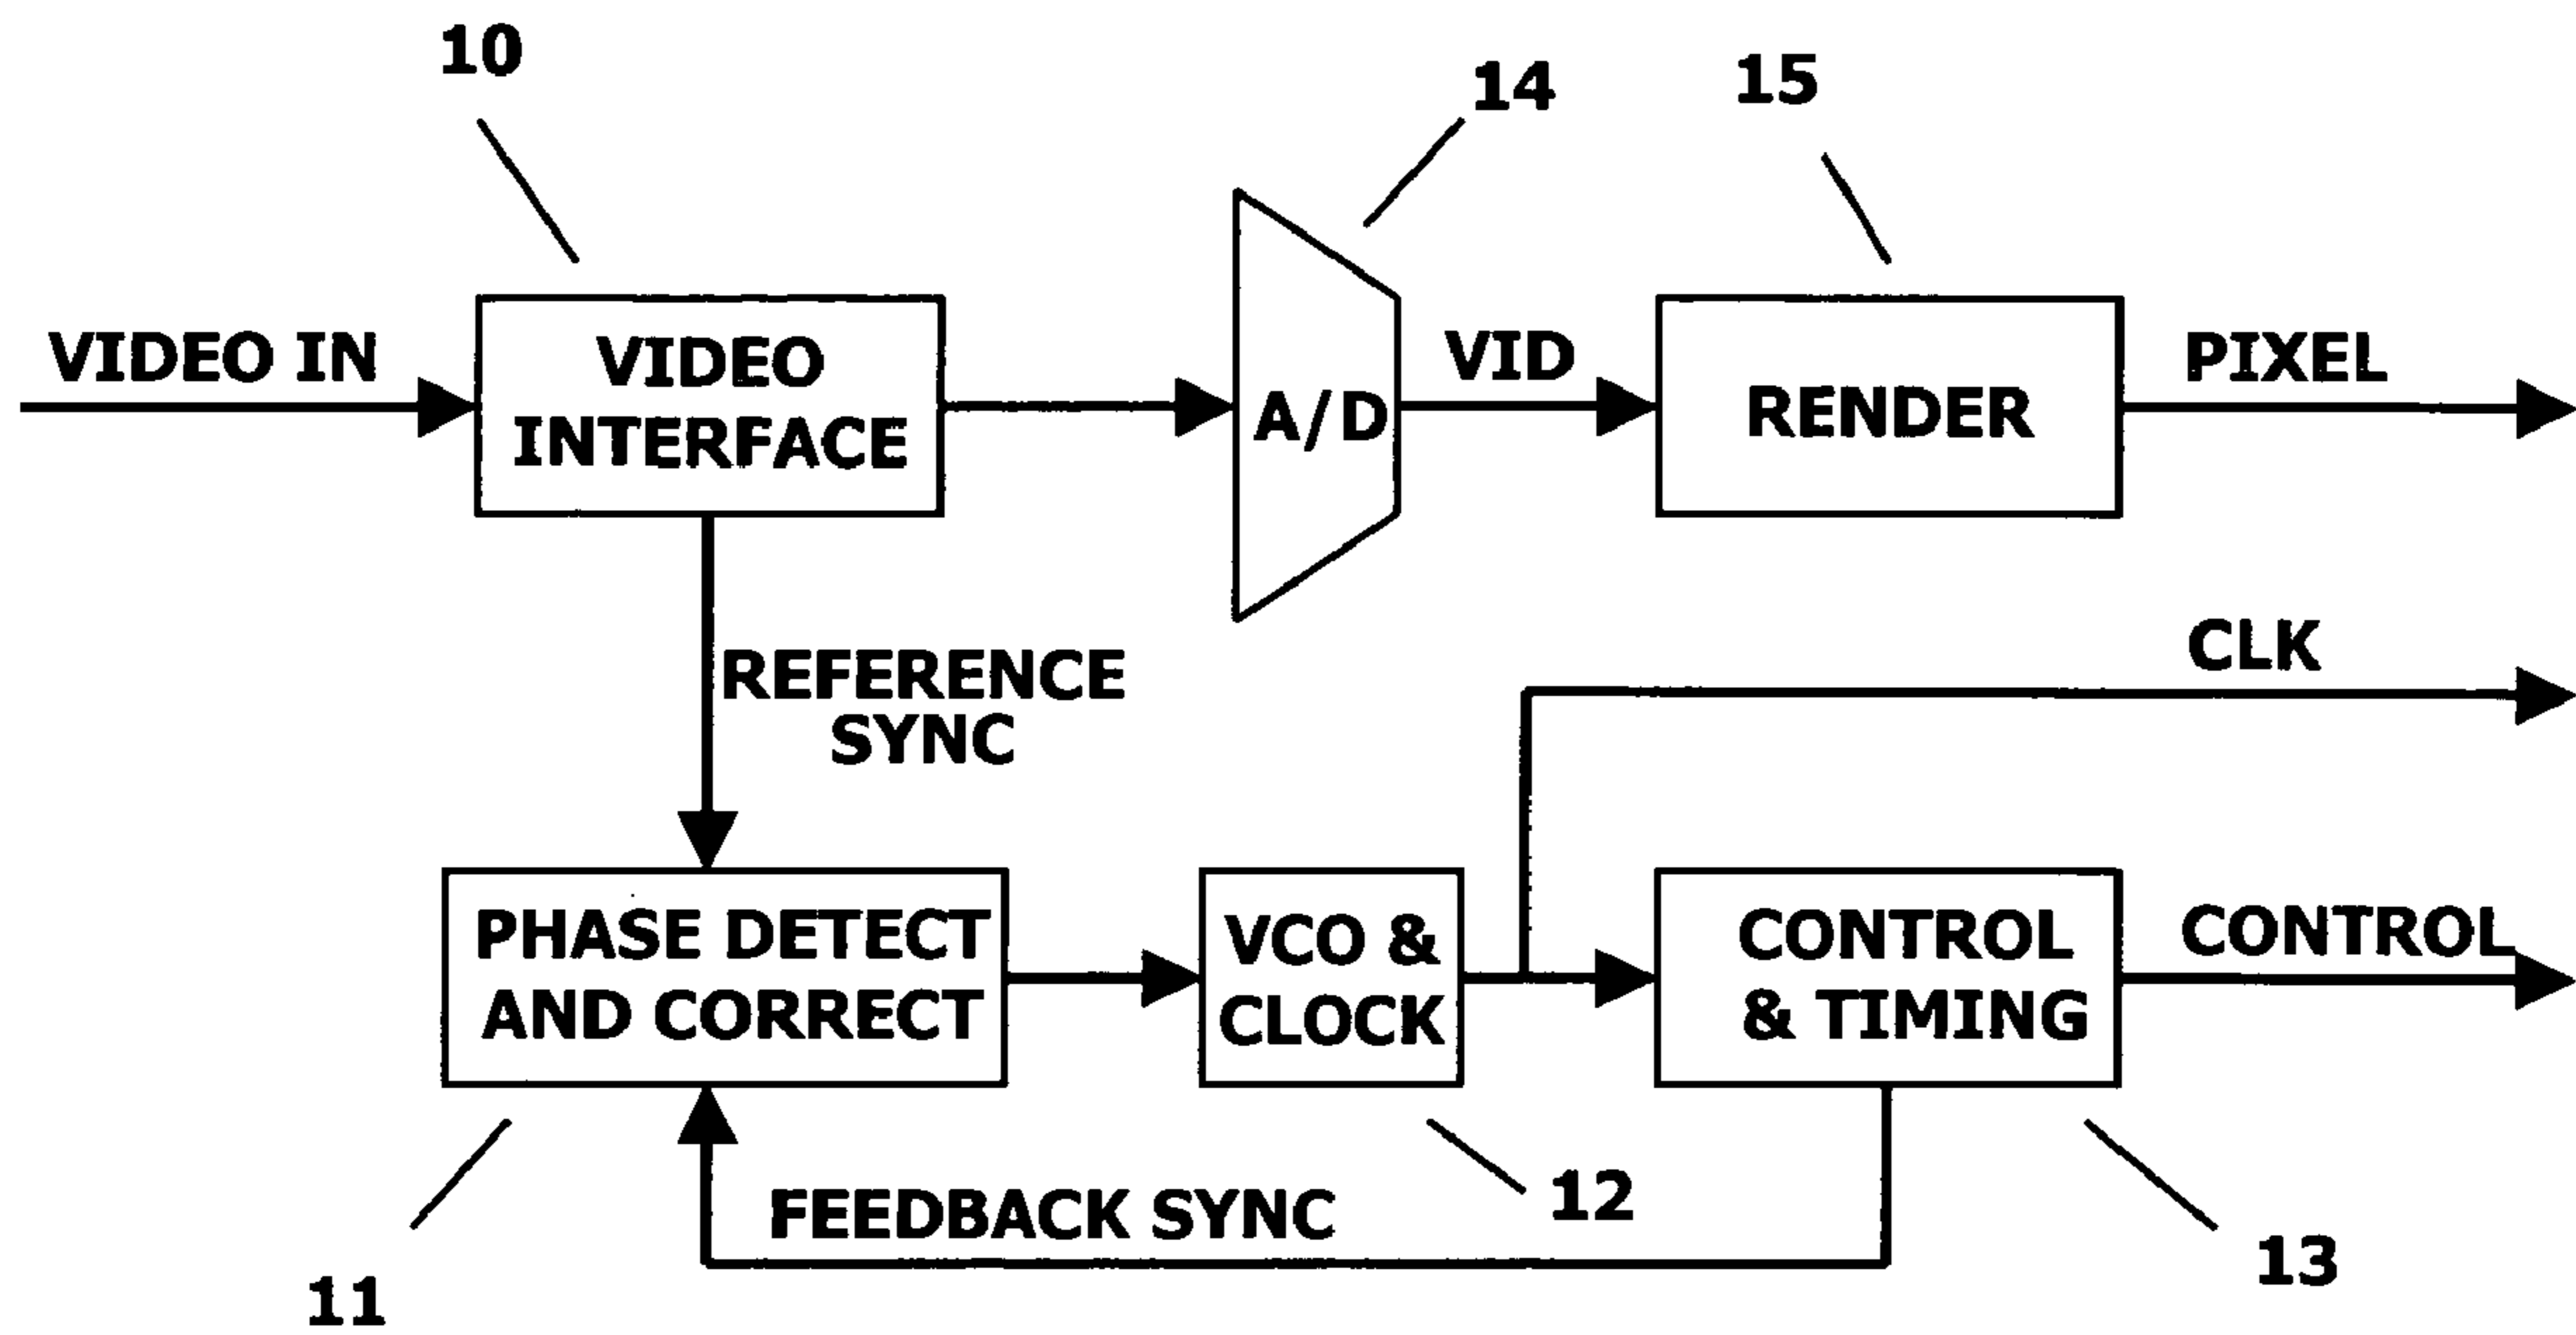 10
14
15
VIDEO IN
VIDEO
INTERFACE
A/D
VID
RENDER
PIXEL
REFERENCE
SYNC
CLK
PHASE DETECT
AND CORRECT
VCO &
CLOCK
CONTROL
& TIMING
CONTROL
FEEDBACK SYNC
11
12
13